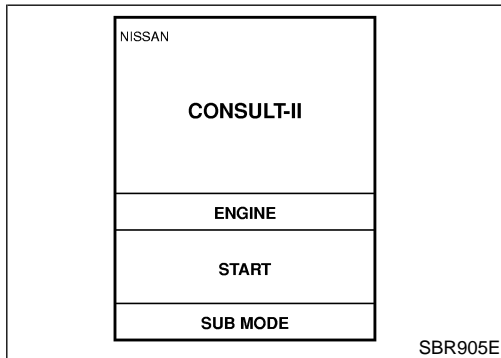 NISSAN
CONSULT-II
ENGINE
START
SUB MODE
SBR905E